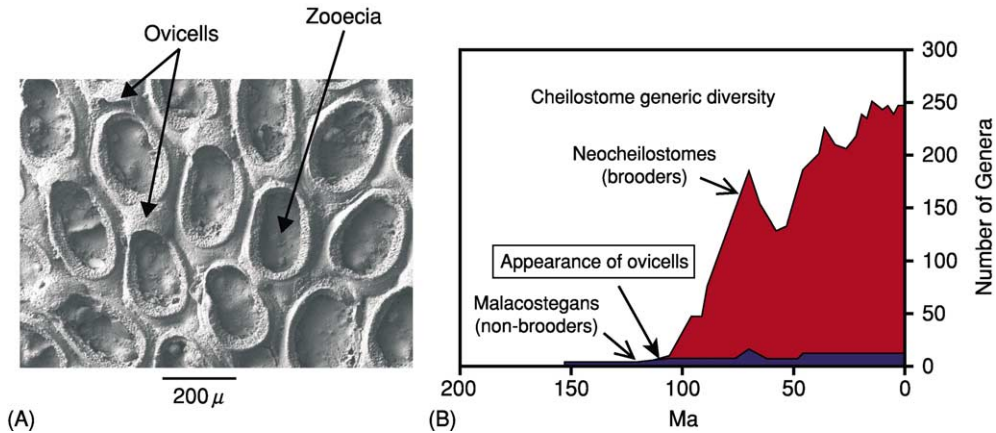 Ovicells
Zooecia
200 μ
(A)
Cheilostome generic diversity
Neocheilostomes
(brooders)
Appearance of ovicells
Malacostegans
(non-brooders)
300
250
200
150
100
50
0
Number of Genera
200
150
100
50
0
Ma
(B)